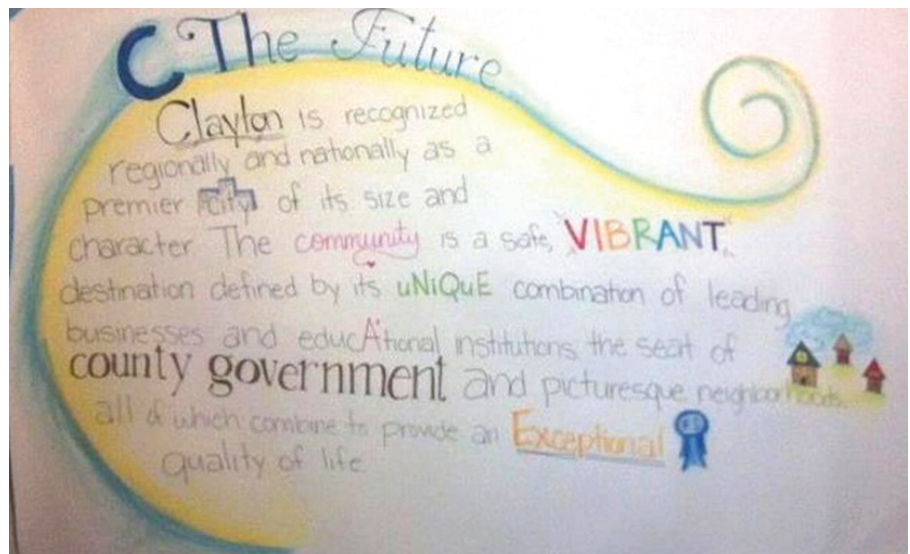 C The Future
Clayton is recognized
regionally and nationally as a
premier city of its size and
character The community is a safe, "VIBRANT"
destination defined by its uNiQuE combination of leading
businesses and educAtional institutions the seat of
county government and picturesque neighborhoods.
all of which combine to provide an Exceptional
quality of life